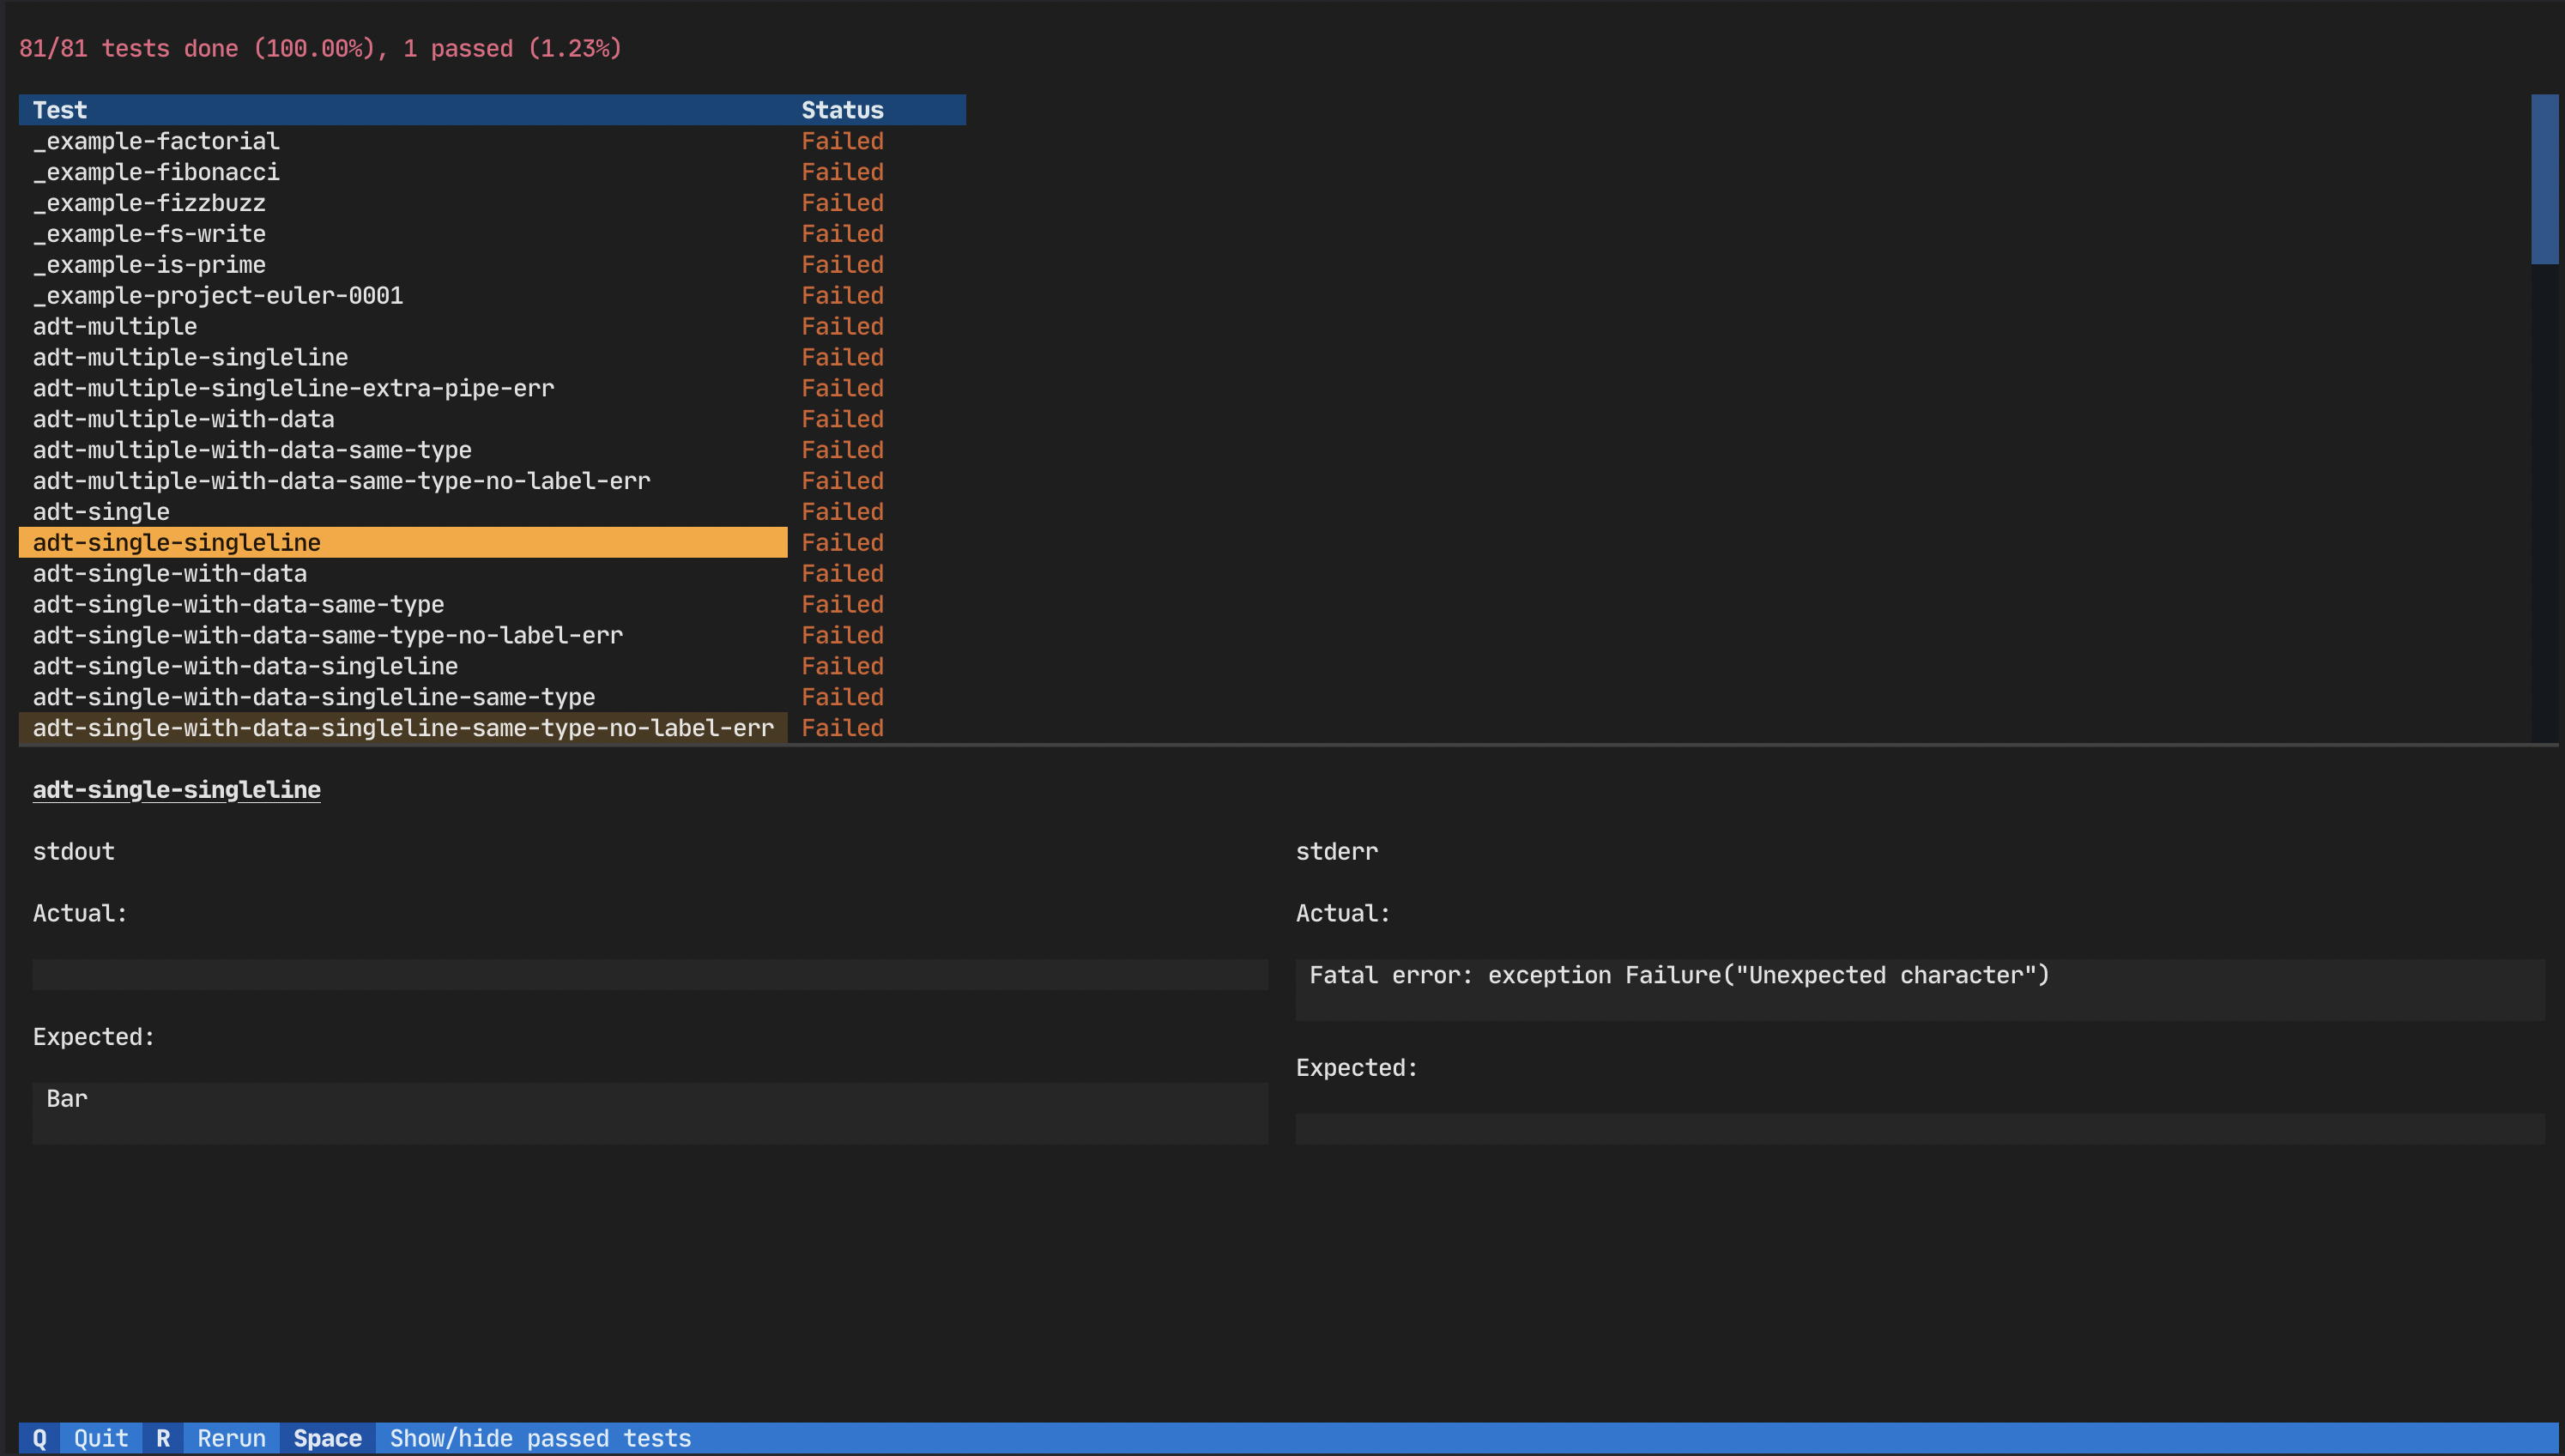 81/81 tests done (100.00%), 1 passed (1.23%)
Test Status
_example-factorial Failed
_example-fibonacci Failed
_example-fizzbuzz Failed
_example-fs-write Failed
_example-is-prime Failed
_example-project-euler-0001 Failed
adt-multiple Failed
adt-multiple-singleline Failed
adt-multiple-singleline-extra-pipe-err Failed
adt-multiple-with-data Failed
adt-multiple-with-data-same-type Failed
adt-multiple-with-data-same-type-no-label-err Failed
adt-single Failed
adt-single-singleline Failed
adt-single-with-data Failed
adt-single-with-data-same-type Failed
adt-single-with-data-same-type-no-label-err Failed
adt-single-with-data-singleline Failed
adt-single-with-data-singleline-same-type Failed
adt-single-with-data-singleline-same-type-no-label-err Failed
adt-single-singleline
stdout
Actual:
Expected:
Bar
stderr
Actual:
Fatal error: exception Failure("Unexpected character")
Expected:
Q Quit R Rerun Space Show/hide passed tests